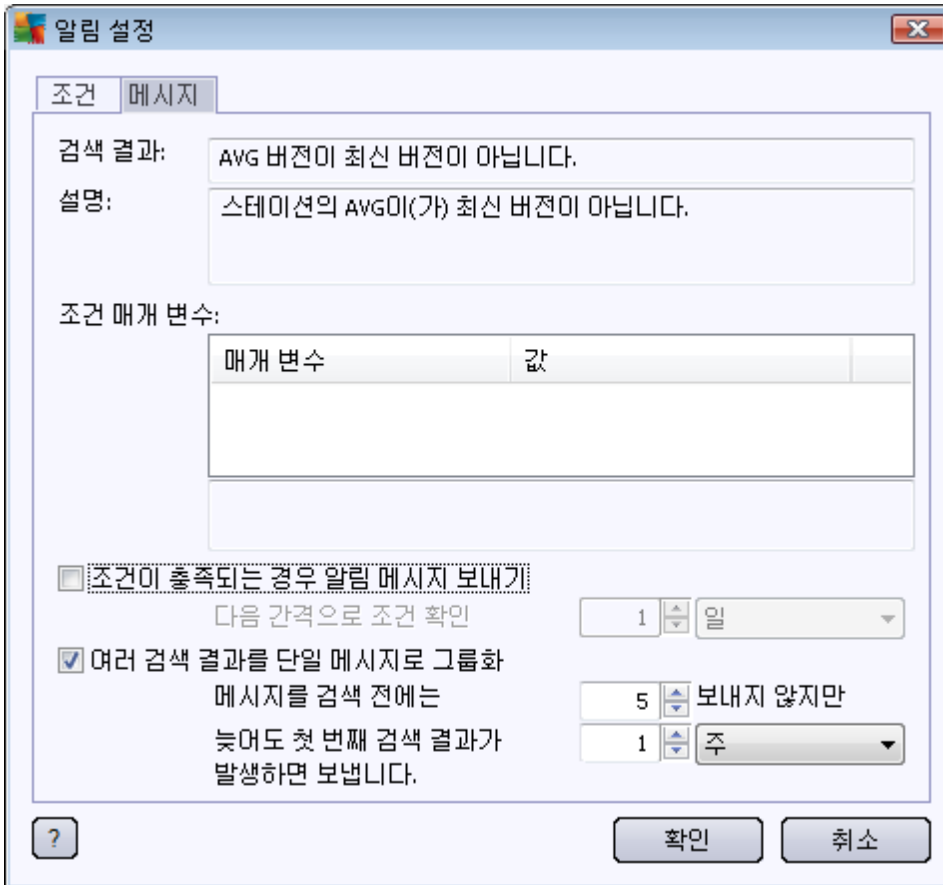 알림 설정
조건 메시지
검색 결과: AVG 버전이 최신 버전이 아닙니다.
설명: 스테이션의 AVG이(가) 최신 버전이 아닙니다.
조건 매개 변수:
매개 변수 값
조건이 충족되는 경우 알림 메시지 보내기
다음 간격으로 조건 확인 1 일
여러 검색 결과를 단일 메시지로 그룹화
메시지를 검색 전에는 5 보내지 않지만
늦어도 첫 번째 검색 결과가 1 주
발생하면 보냅니다.
? 확인 취소